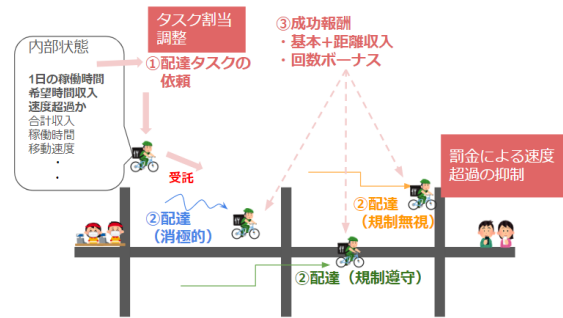 内部状態
1日の稼働時間
希望時間収入
速度超過か
合計収入
稼働時間
移動速度
・
・
タスク割当
調整
①配達タスクの
依頼
受託
③成功報酬
・基本+距離収入
・回数ボーナス
罰金による速度
超過の抑制
②配達
（消極的）
②配達
（規制無視）
②配達（規制遵守）